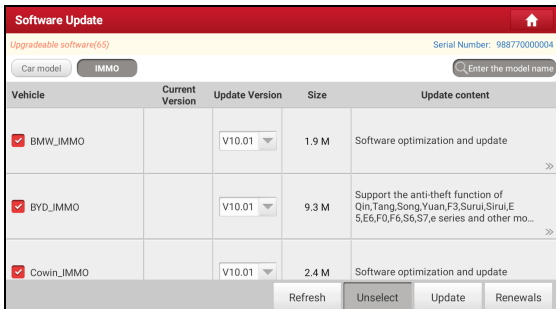 Software Update
Upgradeable software(65)
Serial Number: 988770000004
Car model
IMMO
Enter the model name
Vehicle
Current
Version
Update Version
Size
Update content
BMW_IMMO
V10.01
1.9 M
Software optimization and update
BYD_IMMO
V10.01
9.3 M
Support the anti-theft function of
Qin,Tang,Song,Yuan,F3,Surui,Sirui,E
5,E6,F0,F6,S6,S7,e series and other mo...
Cowin_IMMO
V10.01
2.4 M
Software optimization and update
Refresh
Unselect
Update
Renewals